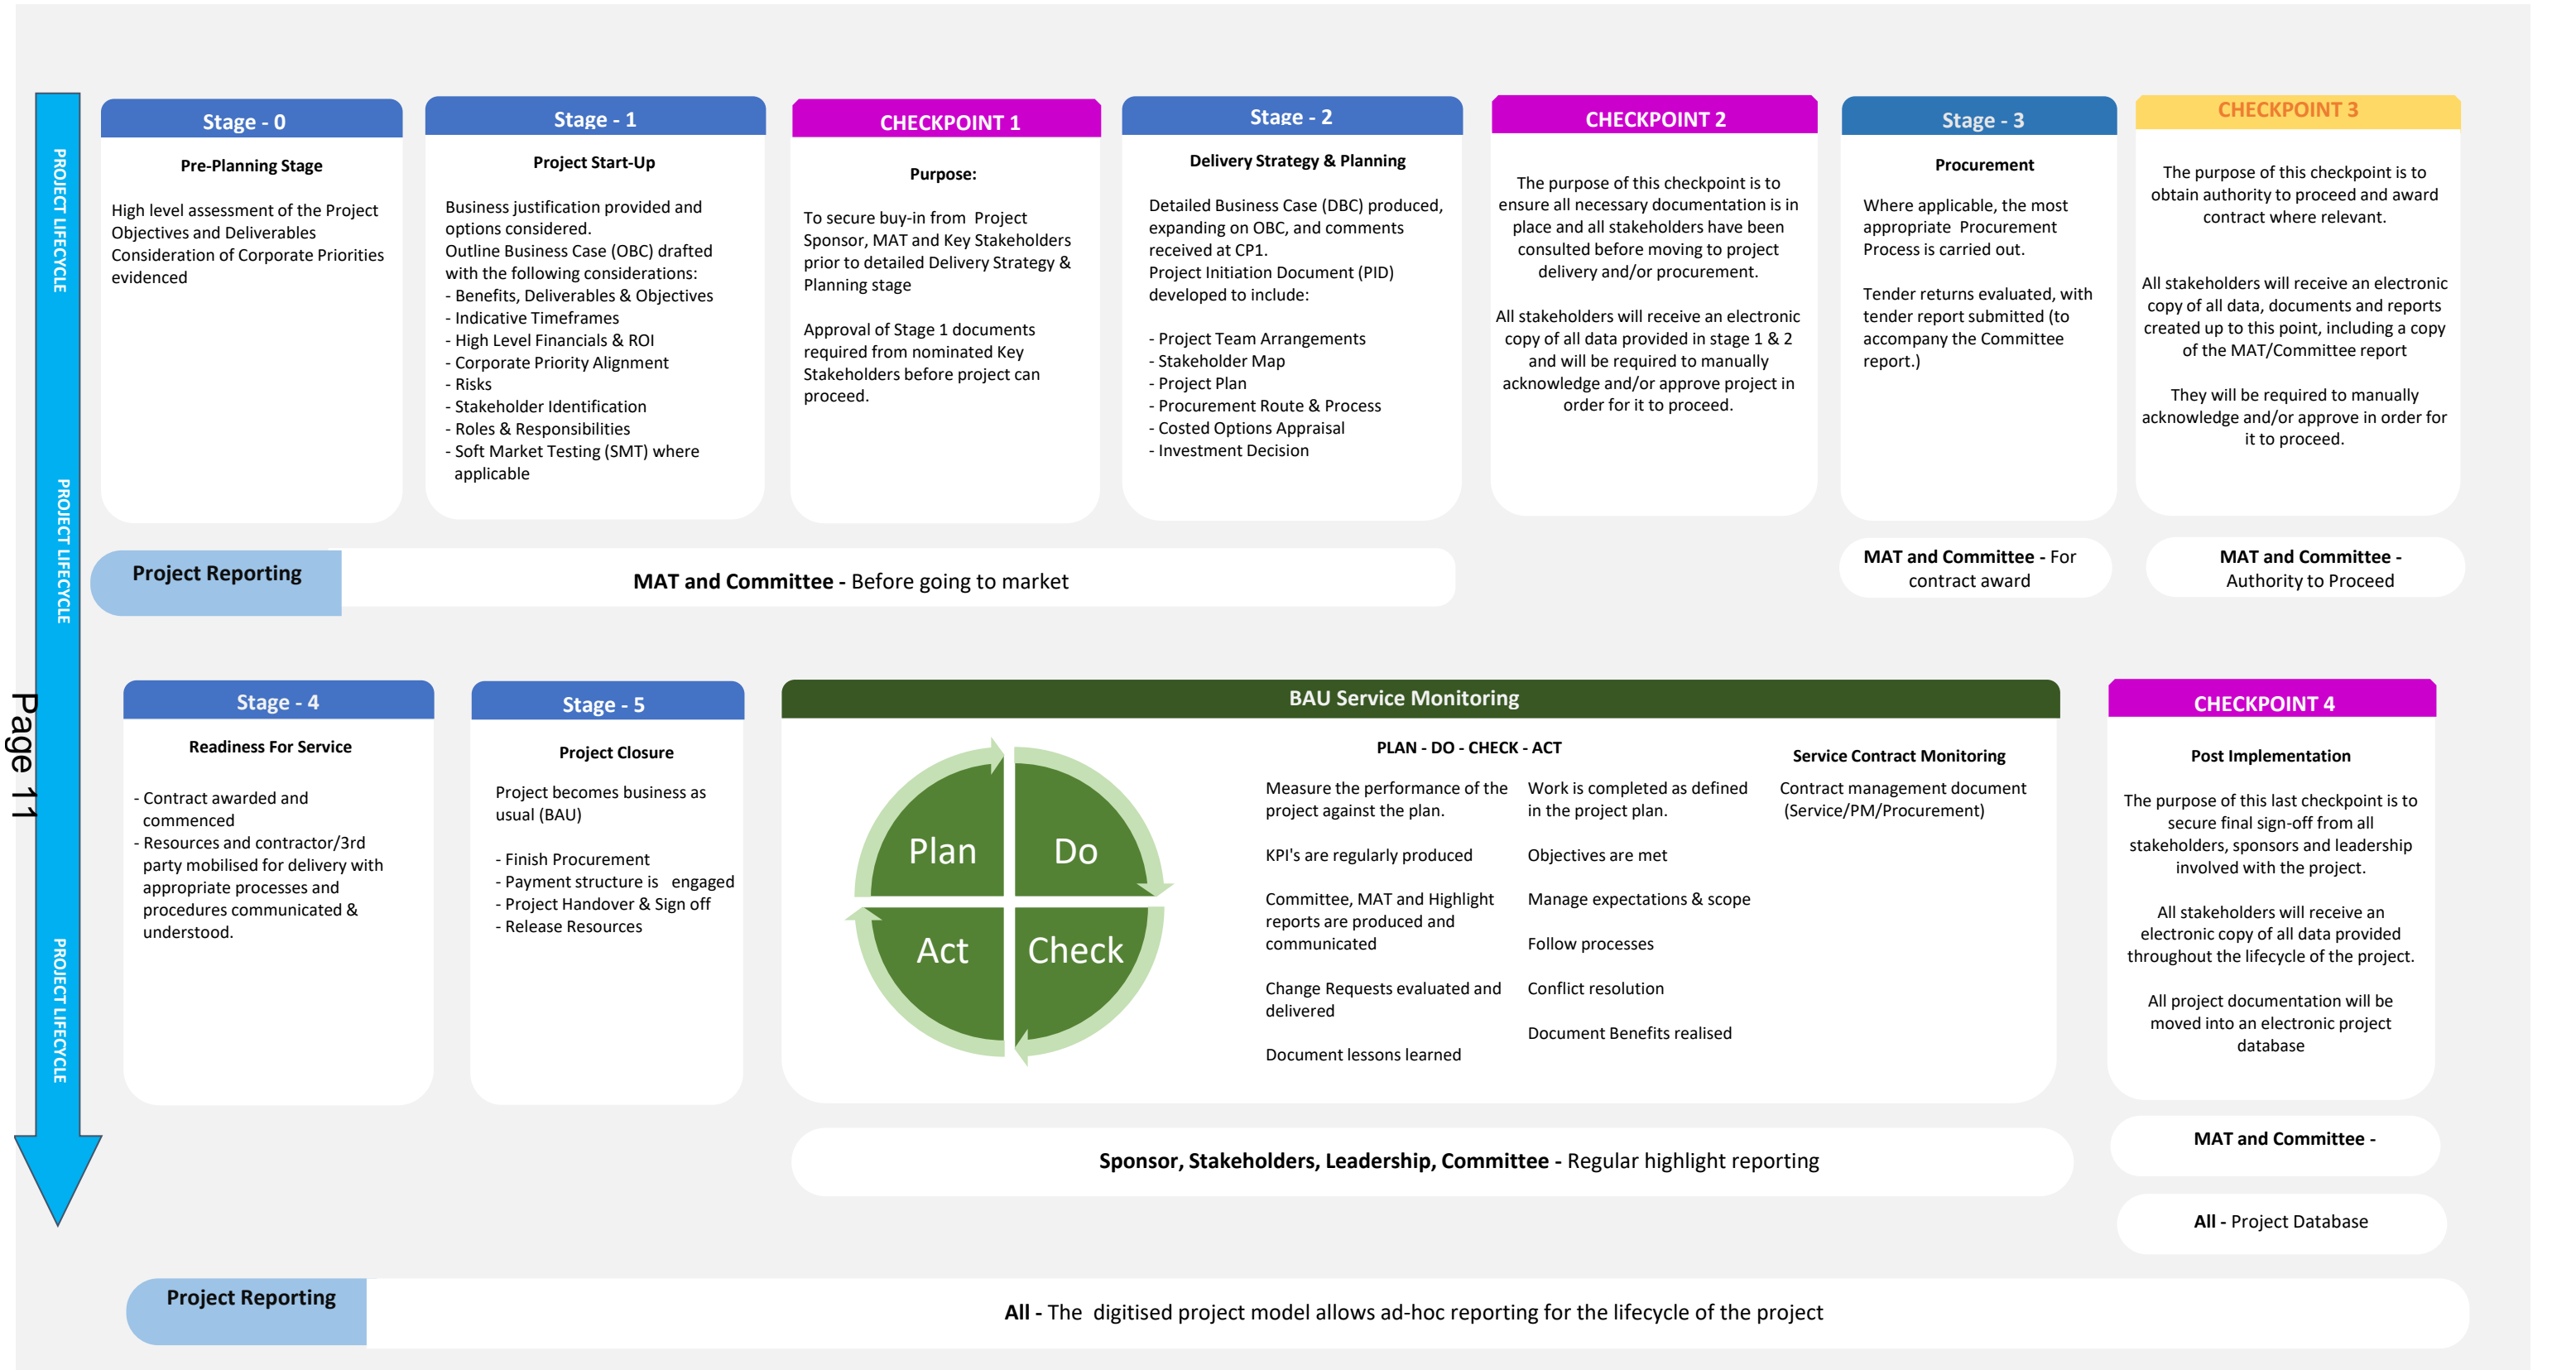 PROJECT LIFECYCLE
PROJECT LIFECYCLE
PROJECT LIFECYCLE
Page 11
Stage - 0
Pre-Planning Stage
High level assessment of the Project
Objectives and Deliverables
Consideration of Corporate Priorities
evidenced
Stage - 1
Project Start-Up
Business justification provided and
options considered.
Outline Business Case (OBC) drafted
with the following considerations:
- Benefits, Deliverables & Objectives
- Indicative Timeframes
- High Level Financials & ROI
- Corporate Priority Alignment
- Risks
- Stakeholder Identification
- Roles & Responsibilities
- Soft Market Testing (SMT) where
applicable
CHECKPOINT 1
Purpose:
To secure buy-in from Project
Sponsor, MAT and Key Stakeholders
prior to detailed Delivery Strategy &
Planning stage
Approval of Stage 1 documents
required from nominated Key
Stakeholders before project can
proceed.
Stage - 2
Delivery Strategy & Planning
Detailed Business Case (DBC) produced,
expanding on OBC, and comments
received at CP1.
Project Initiation Document (PID)
developed to include:
- Project Team Arrangements
- Stakeholder Map
- Project Plan
- Procurement Route & Process
- Costed Options Appraisal
- Investment Decision
CHECKPOINT 2
The purpose of this checkpoint is to
ensure all necessary documentation is in
place and all stakeholders have been
consulted before moving to project
delivery and/or procurement.
All stakeholders will receive an electronic
copy of all data provided in stage 1 & 2
and will be required to manually
acknowledge and/or approve project in
order for it to proceed.
Stage - 3
Procurement
Where applicable, the most
appropriate Procurement
Process is carried out.
Tender returns evaluated, with
tender report submitted (to
accompany the Committee
report.)
CHECKPOINT 3
The purpose of this checkpoint is to
obtain authority to proceed and award
contract where relevant.
All stakeholders will receive an electronic
copy of all data, documents and reports
created up to this point, including a copy
of the MAT/Committee report
They will be required to manually
acknowledge and/or approve in order for
it to proceed.
Project Reporting
MAT and Committee - Before going to market
MAT and Committee - For
contract award
MAT and Committee -
Authority to Proceed
Stage - 4
Readiness For Service
- Contract awarded and
commenced
- Resources and contractor/3rd
party mobilised for delivery with
appropriate processes and
procedures communicated &
understood.
Stage - 5
Project Closure
Project becomes business as
usual (BAU)
- Finish Procurement
- Payment structure is engaged
- Project Handover & Sign off
- Release Resources
BAU Service Monitoring
Plan
Do
Act
Check
PLAN - DO - CHECK - ACT
Measure the performance of the
project against the plan.
KPI's are regularly produced
Committee, MAT and Highlight
reports are produced and
communicated
Change Requests evaluated and
delivered
Document lessons learned
Work is completed as defined
in the project plan.
Objectives are met
Manage expectations & scope
Follow processes
Conflict resolution
Document Benefits realised
Service Contract Monitoring
Contract management document
(Service/PM/Procurement)
CHECKPOINT 4
Post Implementation
The purpose of this last checkpoint is to
secure final sign-off from all
stakeholders, sponsors and leadership
involved with the project.
All stakeholders will receive an
electronic copy of all data provided
throughout the lifecycle of the project.
All project documentation will be
moved into an electronic project
database
Sponsor, Stakeholders, Leadership, Committee - Regular highlight reporting
MAT and Committee -
All - Project Database
Project Reporting
All - The digitised project model allows ad-hoc reporting for the lifecycle of the project